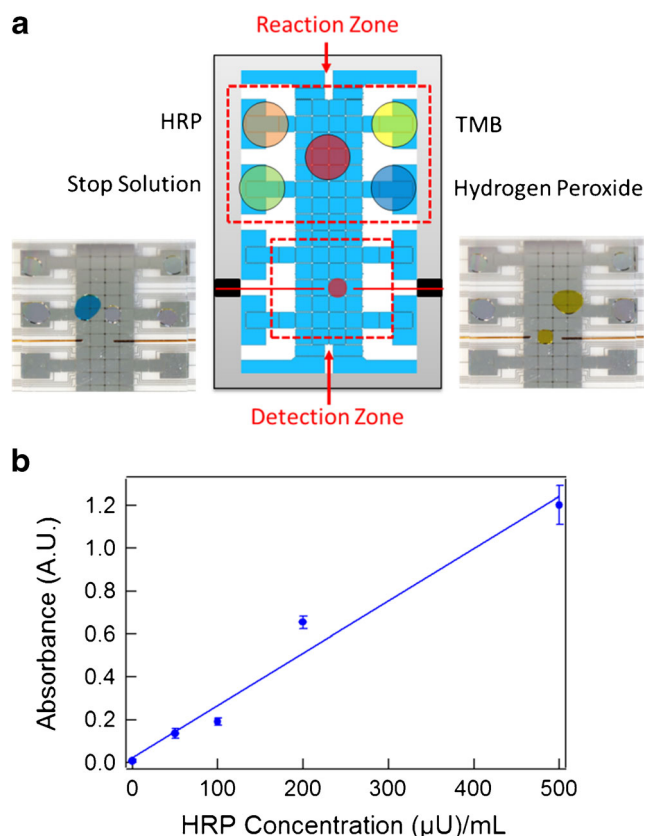 a
Reaction Zone
HRP
TMB
Stop Solution
Hydrogen Peroxide
Detection Zone
b
Absorbance (A.U.)
1.2
1.0
0.8
0.6
0.4
0.2
0.0
0
100
200
300
400
500
HRP Concentration (µU)/mL